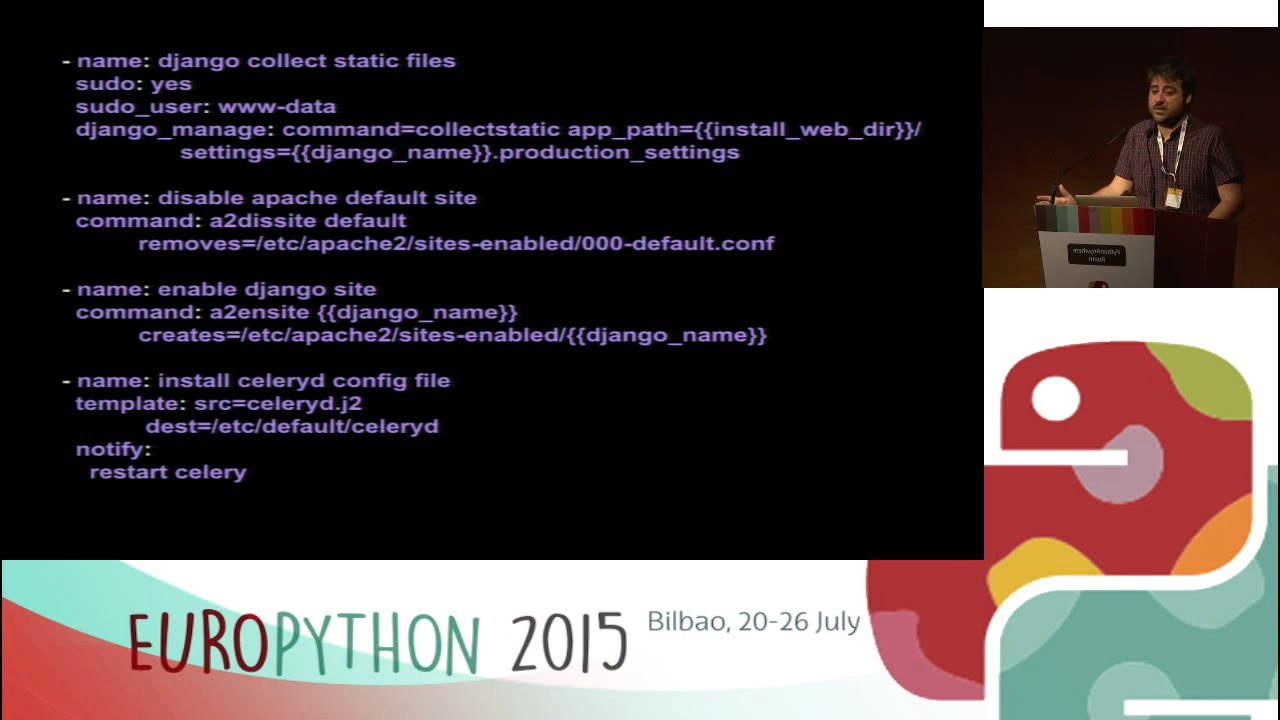 - name: django collect static files
sudo: yes
sudo_user: www-data
django_manage: command=collectstatic app_path={{install_web_dir}}/
settings={{django_name}}.production_settings
- name: disable apache default site
command: a2dissite default
removes=/etc/apache2/sites-enabled/000-default.conf
- name: enable django site
command: a2ensite {{django_name}}
creates=/etc/apache2/sites-enabled/{{django_name}}
- name: install celeryd config file
template: src=celeryd.j2
dest=/etc/default/celeryd
notify:
restart celery
PythonAnywhere
Room
EUROPYTHON 2015
Bilbao, 20-26 July